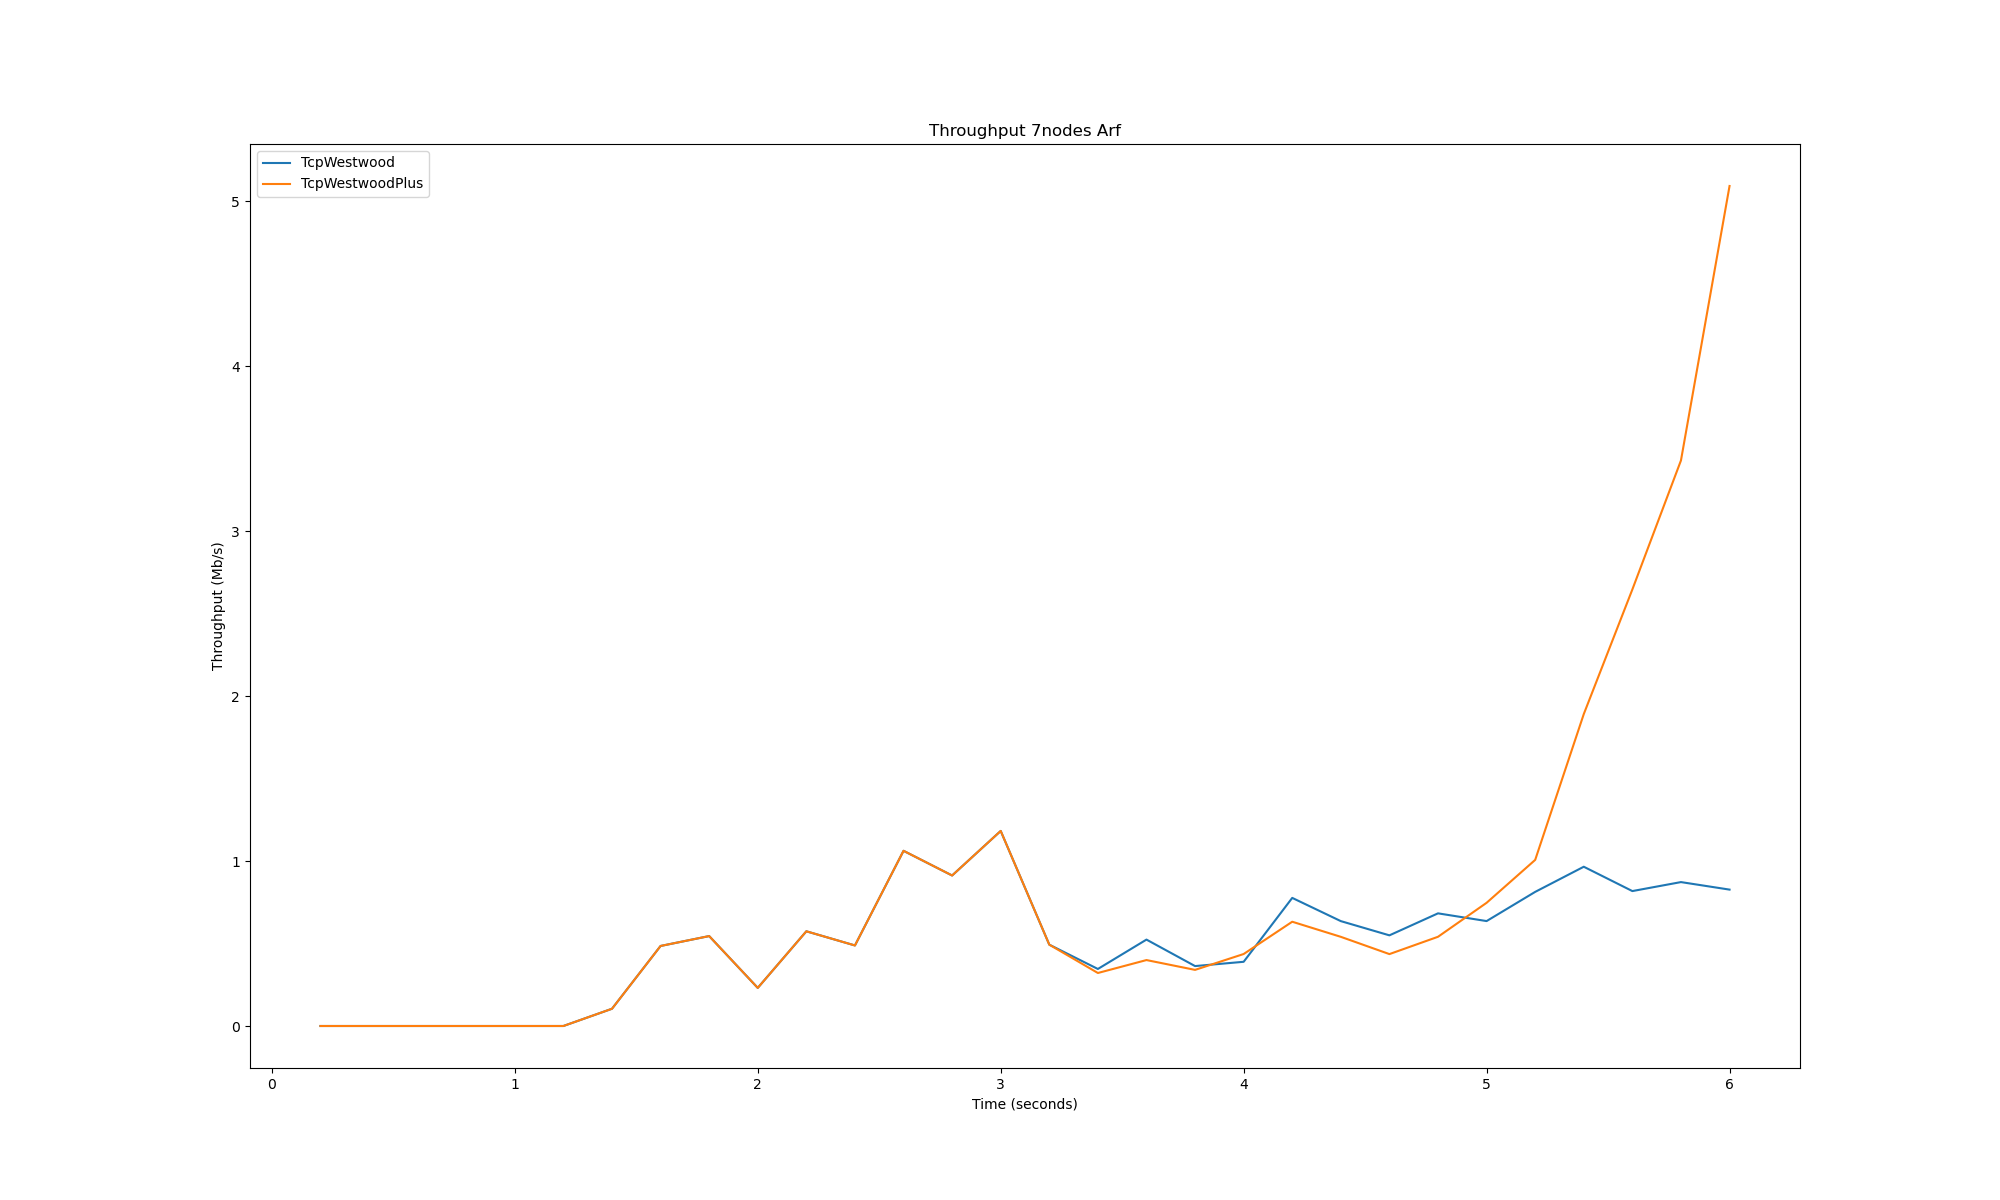 Throughput 7nodes Arf
TcpWestwood
TcpWestwoodPlus
5
4
3
2
1
0
Throughput (Mb/s)
0 1 2 3 4 5 6
Time (seconds)